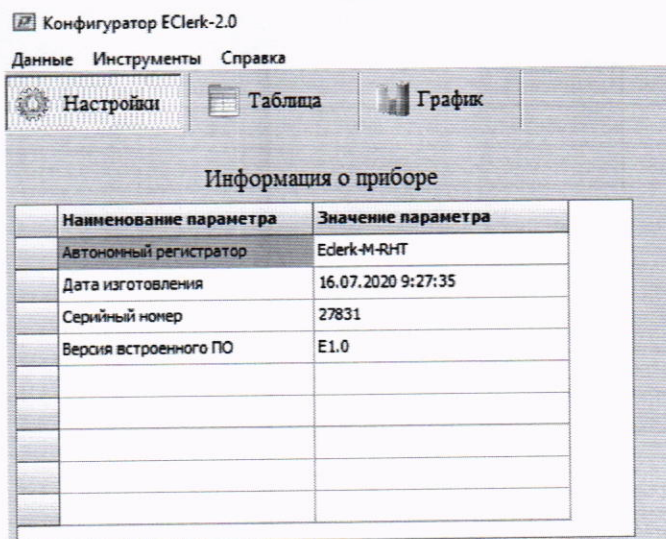 Конфигуратор EClerk-2.0
Данные Инструменты Справка
Настройки Таблица График
Информация о приборе
Наименование параметра Значение параметра
Автономный регистратор Eclerk-M-RHT
Дата изготовления 16.07.2020 9:27:35
Серийный номер 27831
Версия встроенного ПО E1.0